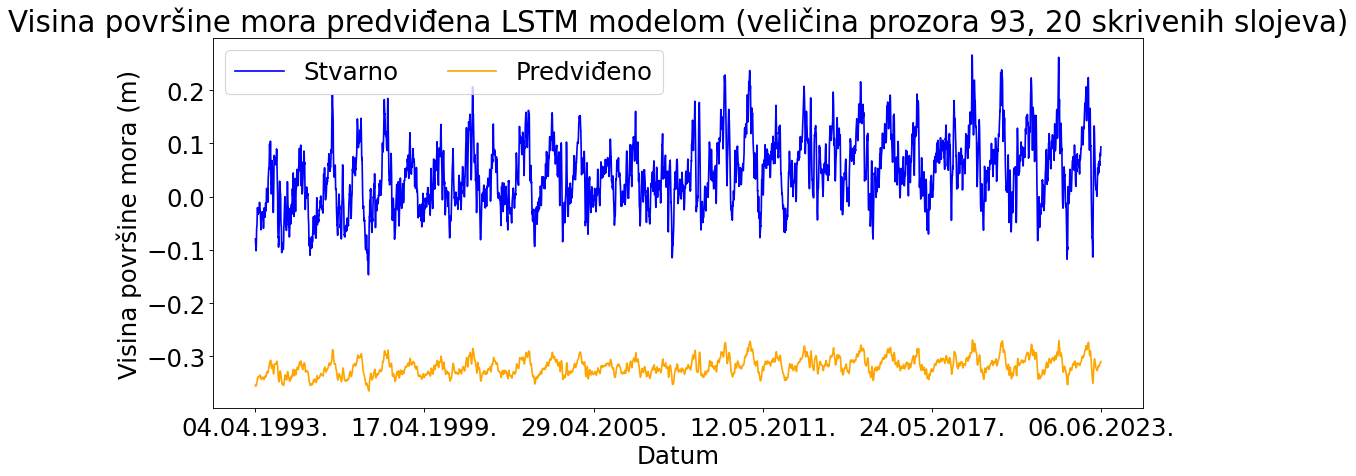 Visina površine mora predviđena LSTM modelom (veličina prozora 93, 20 skrivenih slojeva)
Stvarno Predviđeno
Visina površine mora (m)
0.2
0.1
0.0
−0.1
−0.2
−0.3
04.04.1993. 17.04.1999. 29.04.2005. 12.05.2011. 24.05.2017. 06.06.2023.
Datum